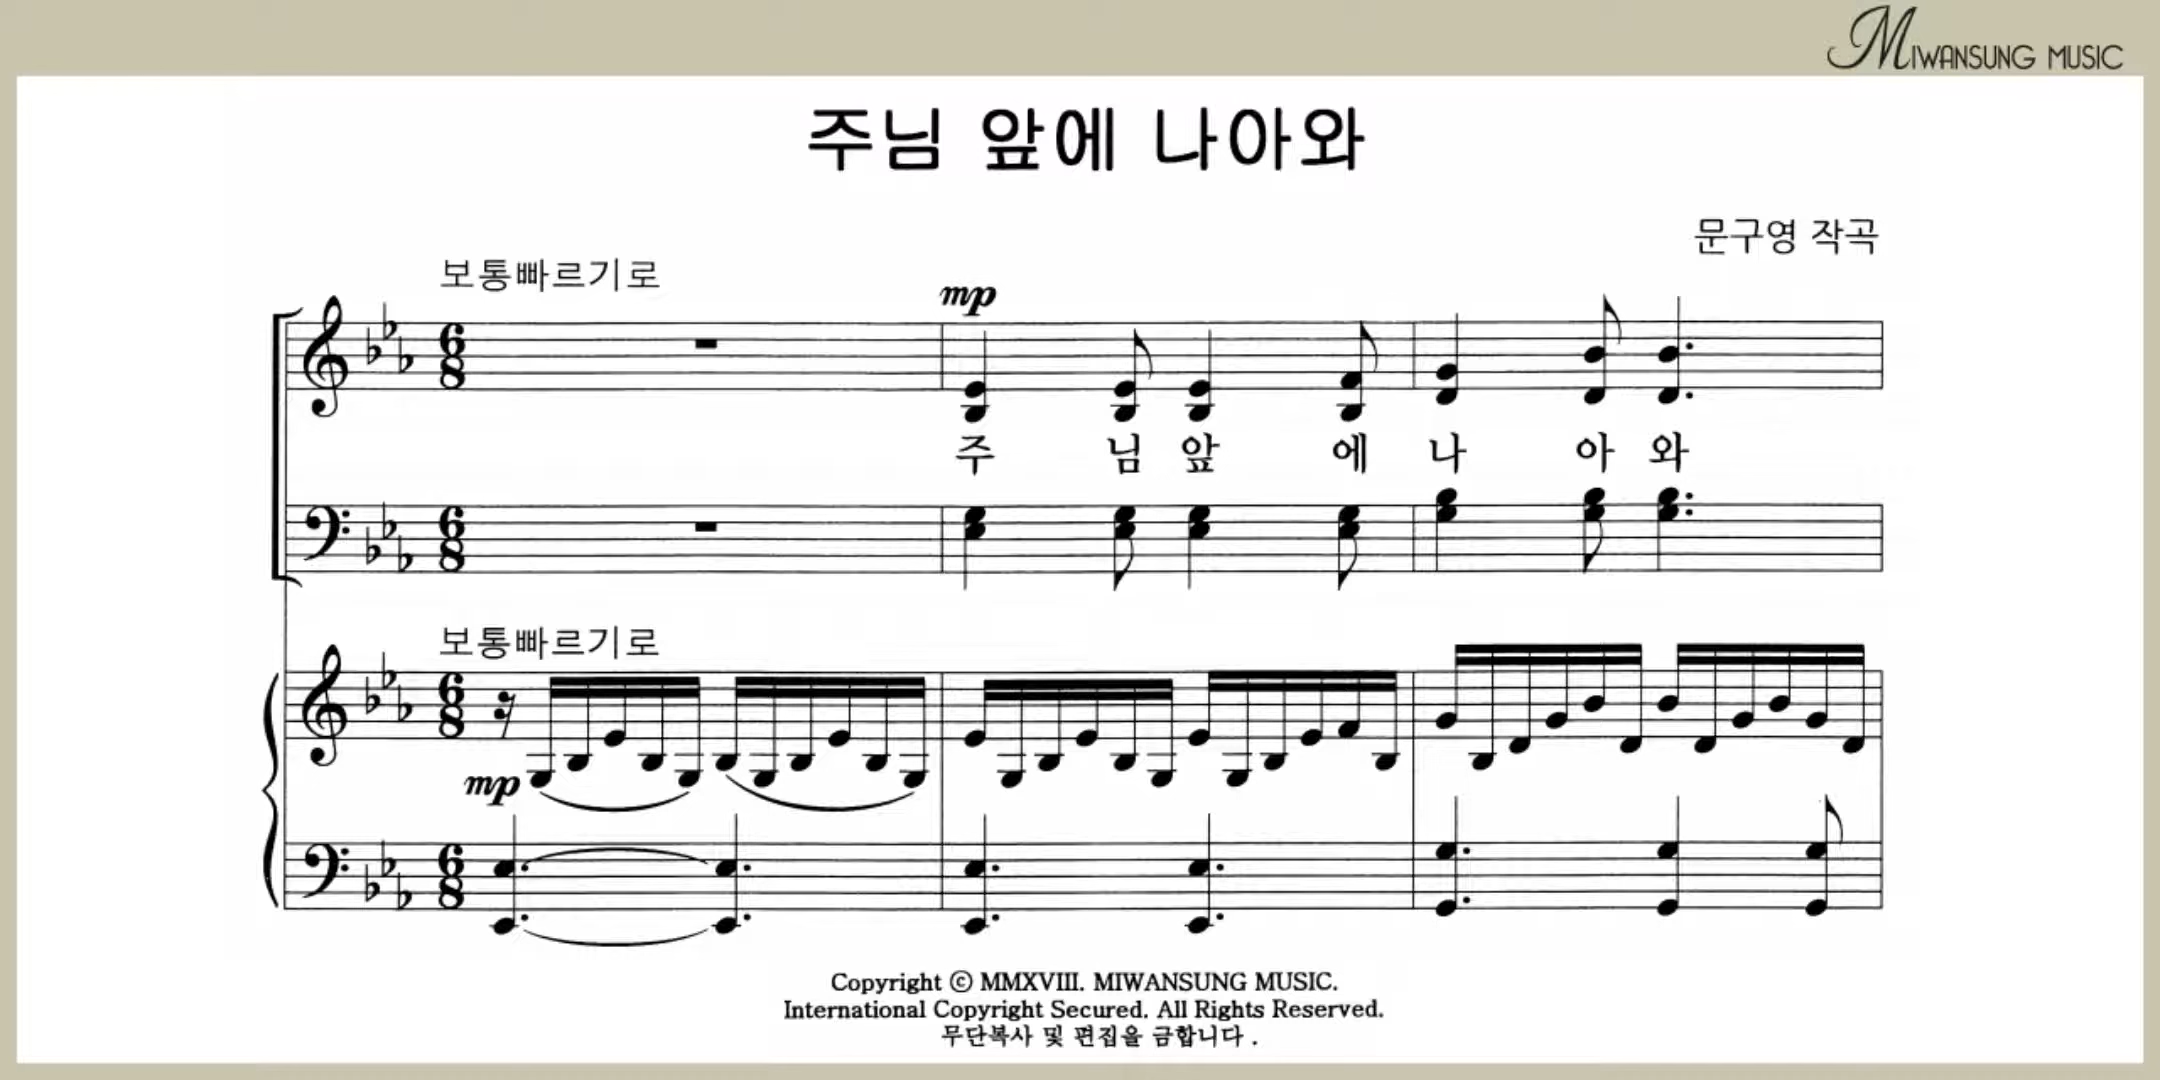 MIWANSUNG MUSIC
주님 앞에 나아와
문구영 작곡
보통빠르기로
mp
주 님 앞 에 나 아 와
보통빠르기로
mp
Copyright ⓒ MMXVIII. MIWANSUNG MUSIC.
International Copyright Secured. All Rights Reserved.
무단복사 및 편집을 금합니다 .